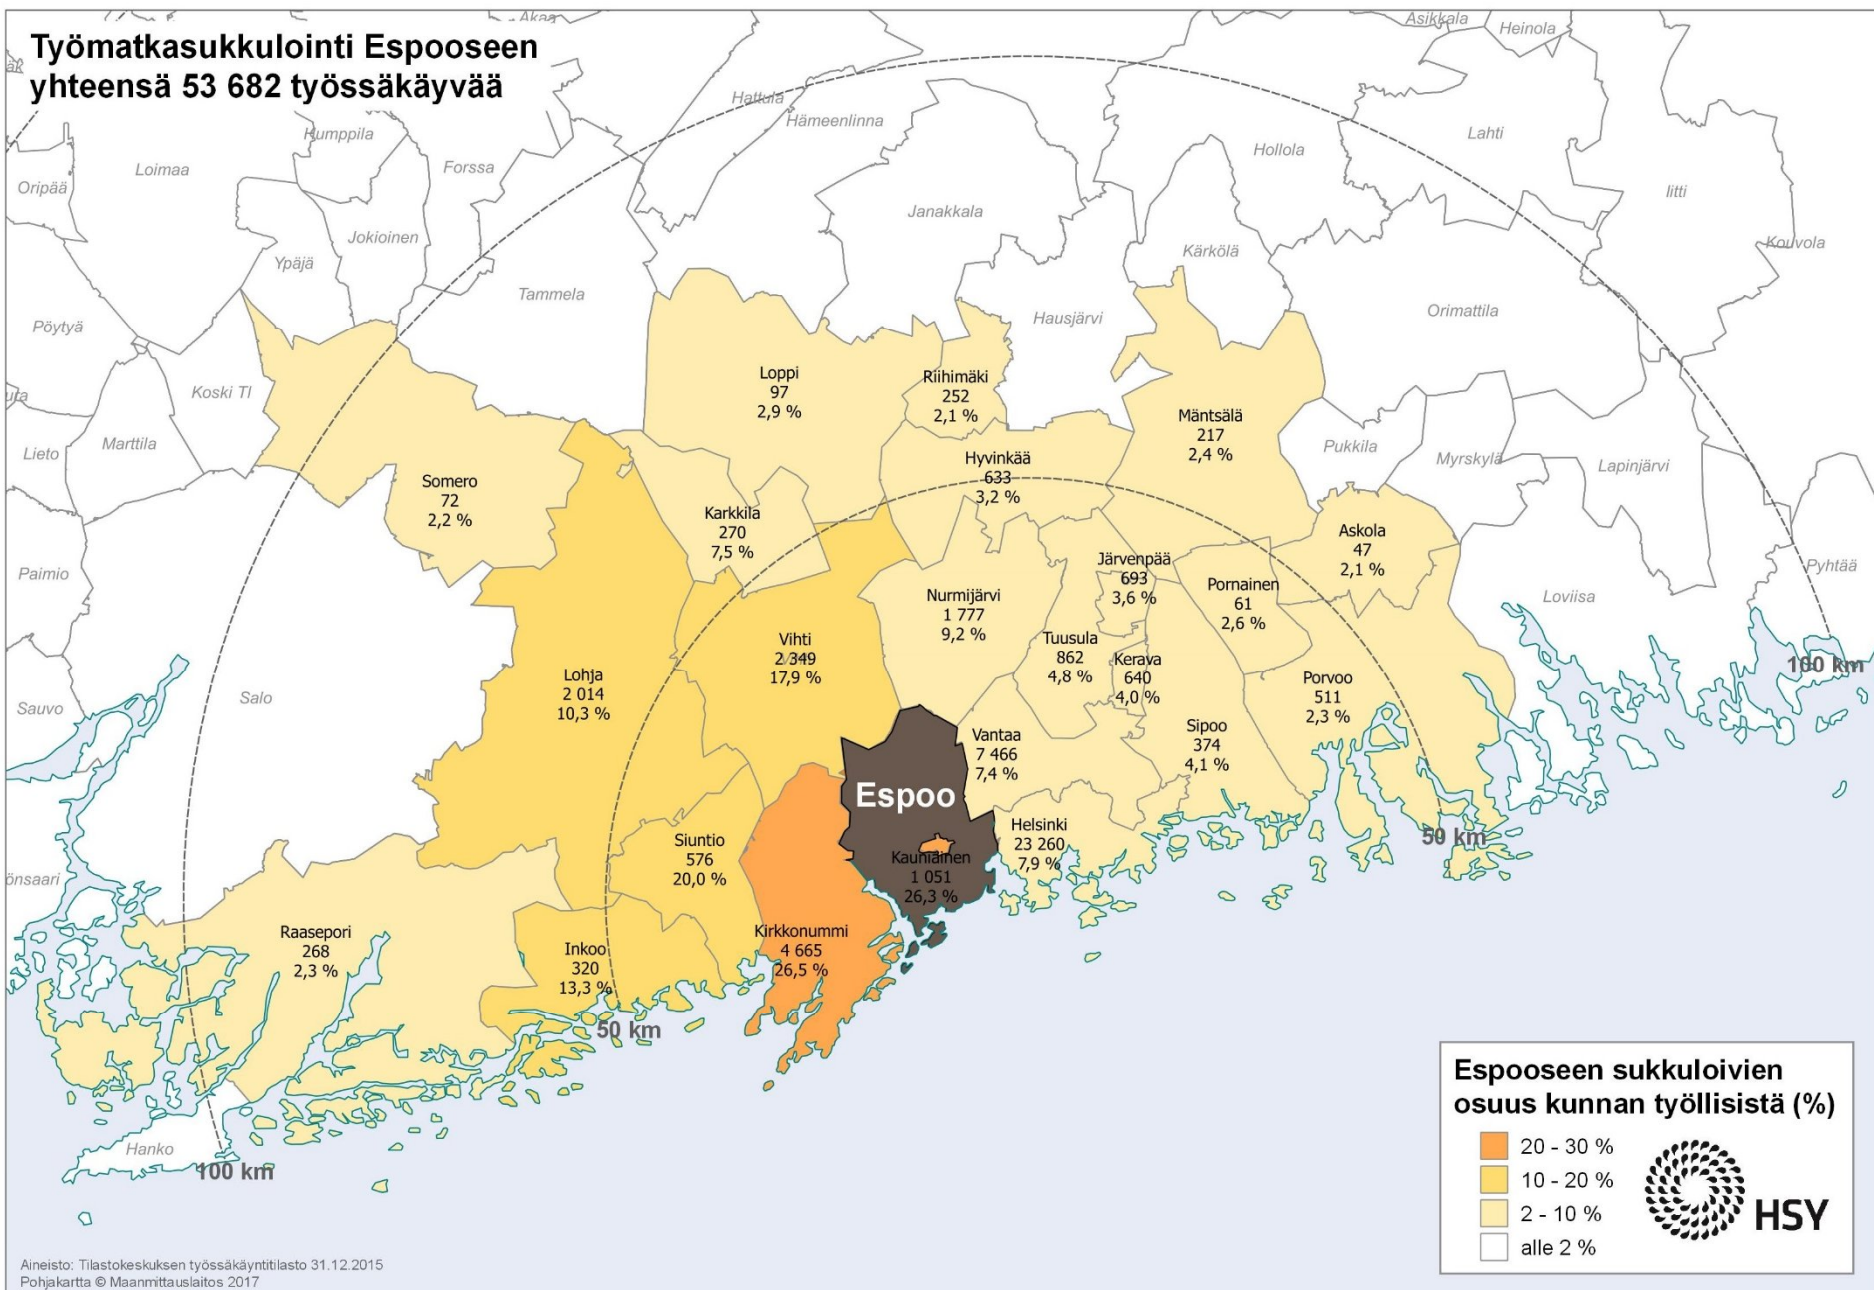 Työmatkasukkulointi Espooseen
yhteensä 53 682 työssäkäyvää
Akaa
Asikkala
Heinola
Hattula
Hämeenlinna
Lahti
Humppila
Hollola
Loimaa
Forssa
Oripää
Iitti
Janakkala
Jokioinen
Kouvola
Kärkölä
Ypäjä
Tammela
Pöytyä
Hausjärvi
Orimattila
Koski Tl
Loppi
97
2,9 %
Riihimäki
252
2,1 %
Mäntsälä
217
2,4 %
Marttila
Lieto
Pukkila
Myrskylä
Lapinjärvi
Hyvinkää
633
3,2 %
Somero
72
2,2 %
Karkkila
270
7,5 %
Askola
47
2,1 %
Paimio
Järvenpää
693
3,6 %
Pornainen
61
2,6 %
Pyhtää
Loviisa
Nurmijärvi
1 777
9,2 %
Vihti
2 349
17,9 %
Tuusula
862
4,8 %
Kerava
640
4,0 %
100 km
Lohja
2 014
10,3 %
Salo
Sauvo
Porvoo
511
2,3 %
Sipoo
374
4,1 %
Vantaa
7 466
7,4 %
Espoo
Helsinki
23 260
7,9 %
50 km
Siuntio
576
20,0 %
Kauniainen
1 051
26,3 %
önsaari
Raasepori
268
2,3 %
Inkoo
320
13,3 %
Kirkkonummi
4 665
26,5 %
50 km
Hanko
100 km
Espooseen sukkuloivien
osuus kunnan työllisistä (%)
20 - 30 %
10 - 20 %
2 - 10 %
alle 2 %
HSY
Aineisto: Tilastokeskuksen työssäkäyntitilasto 31.12.2015
Pohjakartta © Maanmittauslaitos 2017